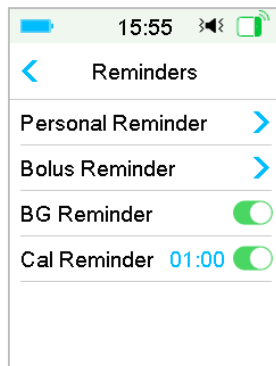 15:55
Reminders
Personal Reminder
Bolus Reminder
BG Reminder
Cal Reminder 01:00